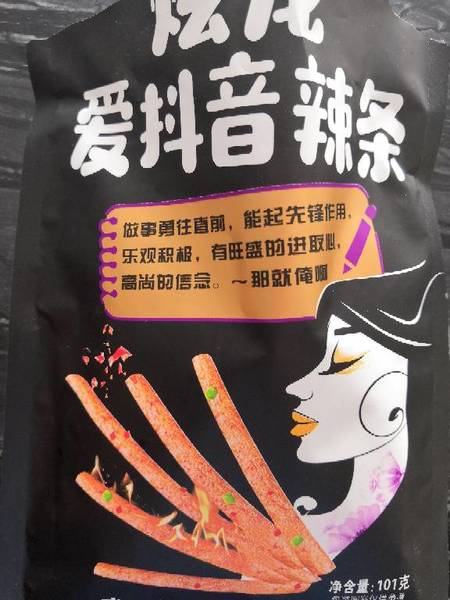 炫龙
爱抖音辣条
做事勇往直前，能起先锋作用，
乐观积极，有旺盛的进取心，
高尚的信念。～那就俺啊
净含量：101克